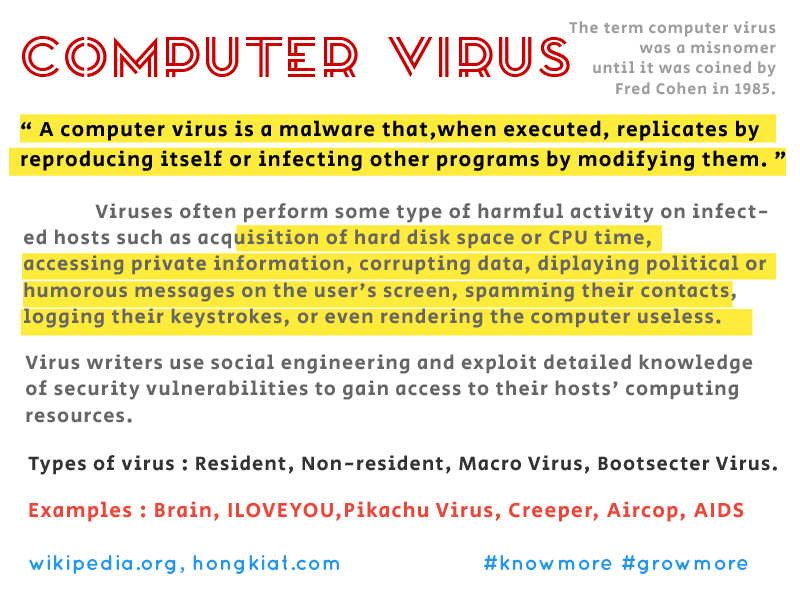 COMPUTER VIRUS
The term computer virus
was a misnomer
until it was coined by
Fred Cohen in 1985.
“ A computer virus is a malware that,when executed, replicates by
reproducing itself or infecting other programs by modifying them. ”
Viruses often perform some type of harmful activity on infect-
ed hosts such as acquisition of hard disk space or CPU time,
accessing private information, corrupting data, diplaying political or
humorous messages on the user's screen, spamming their contacts,
logging their keystrokes, or even rendering the computer useless.
Virus writers use social engineering and exploit detailed knowledge
of security vulnerabilities to gain access to their hosts' computing
resources.
Types of virus : Resident, Non-resident, Macro Virus, Bootsecter Virus.
Examples : Brain, ILOVEYOU,Pikachu Virus, Creeper, Aircop, AIDS
wikipedia.org, hongkiat.com #knowmore #growmore